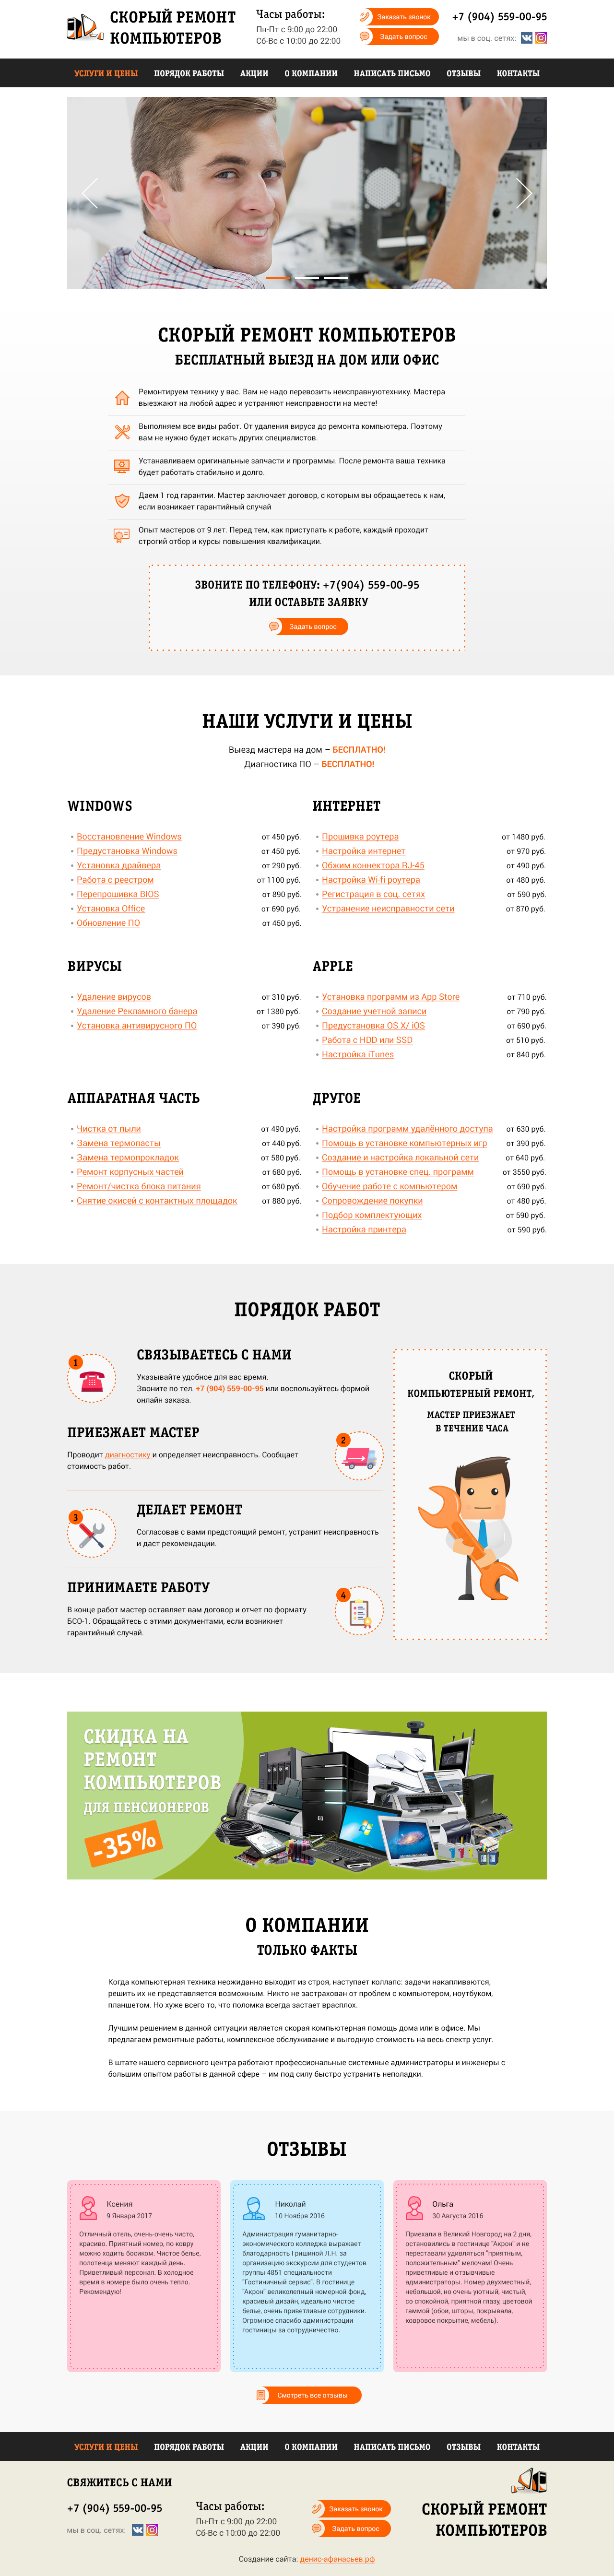 СКОРЫЙ РЕМОНТ
КОМПЬЮТЕРОВ
Часы работы:
Пн-Пт с 9:00 до 22:00
Сб-Вс с 10:00 до 22:00
Заказать звонок
Задать вопрос
+7 (904) 559-00-95
мы в соц. сетях:
УСЛУГИ И ЦЕНЫ ПОРЯДОК РАБОТЫ АКЦИИ О КОМПАНИИ НАПИСАТЬ ПИСЬМО ОТЗЫВЫ КОНТАКТЫ
СКОРЫЙ РЕМОНТ КОМПЬЮТЕРОВ
БЕСПЛАТНЫЙ ВЫЕЗД НА ДОМ ИЛИ ОФИС
Ремонтируем технику у вас. Вам не надо перевозить неисправнуютехнику. Мастера
выезжают на любой адрес и устраняют неисправности на месте!
Выполняем все виды работ. От удаления вируса до ремонта компьютера. Поэтому
вам не нужно будет искать других специалистов.
Устанавливаем оригинальные запчасти и программы. После ремонта ваша техника
будет работать стабильно и долго.
Даем 1 год гарантии. Мастер заключает договор, с которым вы обращаетесь к нам,
если возникает гарантийный случай
Опыт мастеров от 9 лет. Перед тем, как приступать к работе, каждый проходит
строгий отбор и курсы повышения квалификации.
ЗВОНИТЕ ПО ТЕЛЕФОНУ: +7(904) 559-00-95
ИЛИ ОСТАВЬТЕ ЗАЯВКУ
Задать вопрос
НАШИ УСЛУГИ И ЦЕНЫ
Выезд мастера на дом – БЕСПЛАТНО!
Диагностика ПО – БЕСПЛАТНО!
WINDOWS
Восстановление Windows от 450 руб.
Предустановка Windows от 450 руб.
Установка драйвера от 290 руб.
Работа с реестром от 1100 руб.
Перепрошивка BIOS от 890 руб.
Установка Office от 690 руб.
Обновление ПО от 450 руб.
ИНТЕРНЕТ
Прошивка роутера от 1480 руб.
Настройка интернет от 970 руб.
Обжим коннектора RJ-45 от 490 руб.
Настройка Wi-fi роутера от 480 руб.
Регистрация в соц. сетях от 590 руб.
Устранение неисправности сети от 870 руб.
ВИРУСЫ
Удаление вирусов от 310 руб.
Удаление Рекламного банера от 1380 руб.
Установка антивирусного ПО от 390 руб.
APPLE
Установка программ из App Store от 710 руб.
Создание учетной записи от 790 руб.
Предустановка OS X/ iOS от 690 руб.
Работа с HDD или SSD от 510 руб.
Настройка iTunes от 840 руб.
АППАРАТНАЯ ЧАСТЬ
Чистка от пыли от 490 руб.
Замена термопасты от 440 руб.
Замена термопрокладок от 580 руб.
Ремонт корпусных частей от 680 руб.
Ремонт/чистка блока питания от 680 руб.
Снятие окисей с контактных площадок от 880 руб.
ДРУГОЕ
Настройка программ удалённого доступа от 630 руб.
Помощь в установке компьютерных игр от 390 руб.
Создание и настройка локальной сети от 640 руб.
Помощь в установке спец. программ от 3550 руб.
Обучение работе с компьютером от 690 руб.
Сопровождение покупки от 480 руб.
Подбор комплектующих от 590 руб.
Настройка принтера от 590 руб.
ПОРЯДОК РАБОТ
1
СВЯЗЫВАЕТЕСЬ С НАМИ
Указывайте удобное для вас время.
Звоните по тел. +7 (904) 559-00-95 или воспользуйтесь формой
онлайн заказа.
ПРИЕЗЖАЕТ МАСТЕР
Проводит диагностику и определяет неисправность. Сообщает
стоимость работ.
2
3
ДЕЛАЕТ РЕМОНТ
Согласовав с вами предстоящий ремонт, устранит неисправность
и даст рекомендации.
ПРИНИМАЕТЕ РАБОТУ
В конце работ мастер оставляет вам договор и отчет по формату
БСО-1. Обращайтесь с этими документами, если возникнет
гарантийный случай.
4
СКОРЫЙ
КОМПЬЮТЕРНЫЙ РЕМОНТ,
МАСТЕР ПРИЕЗЖАЕТ
В ТЕЧЕНИЕ ЧАСА
СКИДКА НА
РЕМОНТ
КОМПЬЮТЕРОВ
ДЛЯ ПЕНСИОНЕРОВ
-35%
О КОМПАНИИ
ТОЛЬКО ФАКТЫ
Когда компьютерная техника неожиданно выходит из строя, наступает коллапс: задачи накапливаются,
решить их не представляется возможным. Никто не застрахован от проблем с компьютером, ноутбуком,
планшетом. Но хуже всего то, что поломка всегда застает врасплох.
Лучшим решением в данной ситуации является скорая компьютерная помощь дома или в офисе. Мы
предлагаем ремонтные работы, комплексное обслуживание и выгодную стоимость на весь спектр услуг.
В штате нашего сервисного центра работают профессиональные системные администраторы и инженеры с
большим опытом работы в данной сфере – им под силу быстро устранить неполадки.
ОТЗЫВЫ
Ксения
9 Января 2017
Отличный отель, очень-очень чисто,
красиво. Приятный номер, по ковру
можно ходить босиком. Чистое белье,
полотенца меняют каждый день.
Приветливый персонал. В холодное
время в номере было очень тепло.
Рекомендую!
Николай
10 Ноября 2016
Администрация гуманитарно-
экономического колледжа выражает
благодарность Гришиной Л.Н. за
организацию экскурсии для студентов
группы 4851 специальности
"Гостиничный сервис". В гостинице
"Акрон" великолепный номерной фонд,
красивый дизайн, идеально чистое
белье, очень приветливые сотрудники.
Огромное спасибо администрации
гостиницы за сотрудничество.
Ольга
30 Августа 2016
Приехали в Великий Новгород на 2 дня,
остановились в гостинице "Акрон" и не
переставали удивляться "приятным,
положительным" мелочам! Очень
приветливые и отзывчивые
администраторы. Номер двухместный,
небольшой, но очень уютный, чистый,
со спокойной, приятной глазу, цветовой
гаммой (обои, шторы, покрывала,
ковровое покрытие, мебель).
Смотреть все отзывы
УСЛУГИ И ЦЕНЫ ПОРЯДОК РАБОТЫ АКЦИИ О КОМПАНИИ НАПИСАТЬ ПИСЬМО ОТЗЫВЫ КОНТАКТЫ
СВЯЖИТЕСЬ С НАМИ
+7 (904) 559-00-95
мы в соц. сетях:
Часы работы:
Пн-Пт с 9:00 до 22:00
Сб-Вс с 10:00 до 22:00
Заказать звонок
Задать вопрос
СКОРЫЙ РЕМОНТ
КОМПЬЮТЕРОВ
Создание сайта: денис-афанасьев.рф